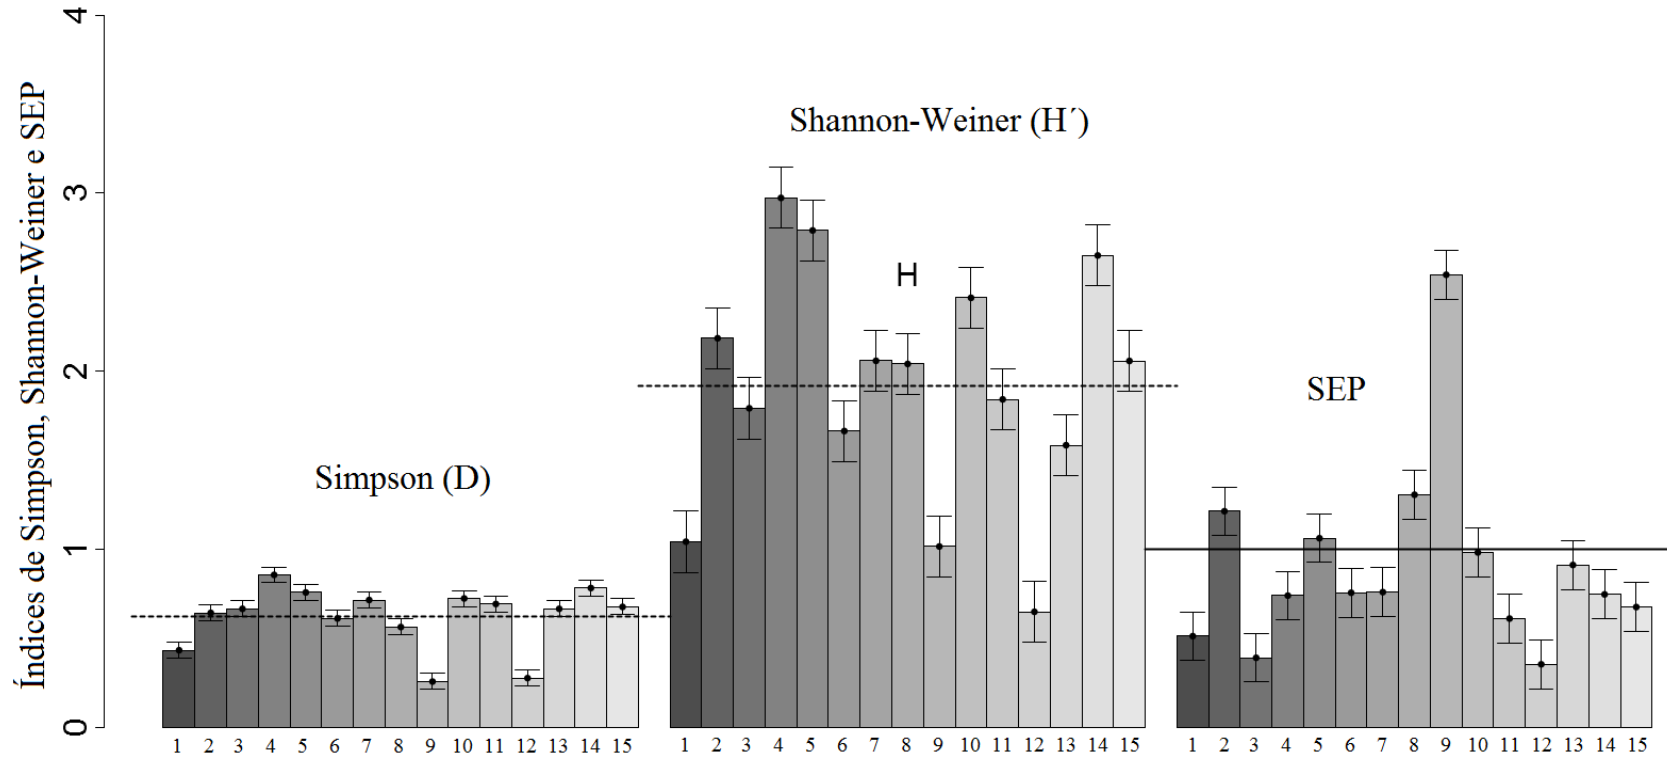 Índices de Simpson, Shannon-Weiner e SEP
4
3
2
1
0
Shannon-Weiner (H´)
H
SEP
Simpson (D)
1 2 3 4 5 6 7 8 9 10 11 12 13 14 15
1 2 3 4 5 6 7 8 9 10 11 12 13 14 15
1 2 3 4 5 6 7 8 9 10 11 12 13 14 15